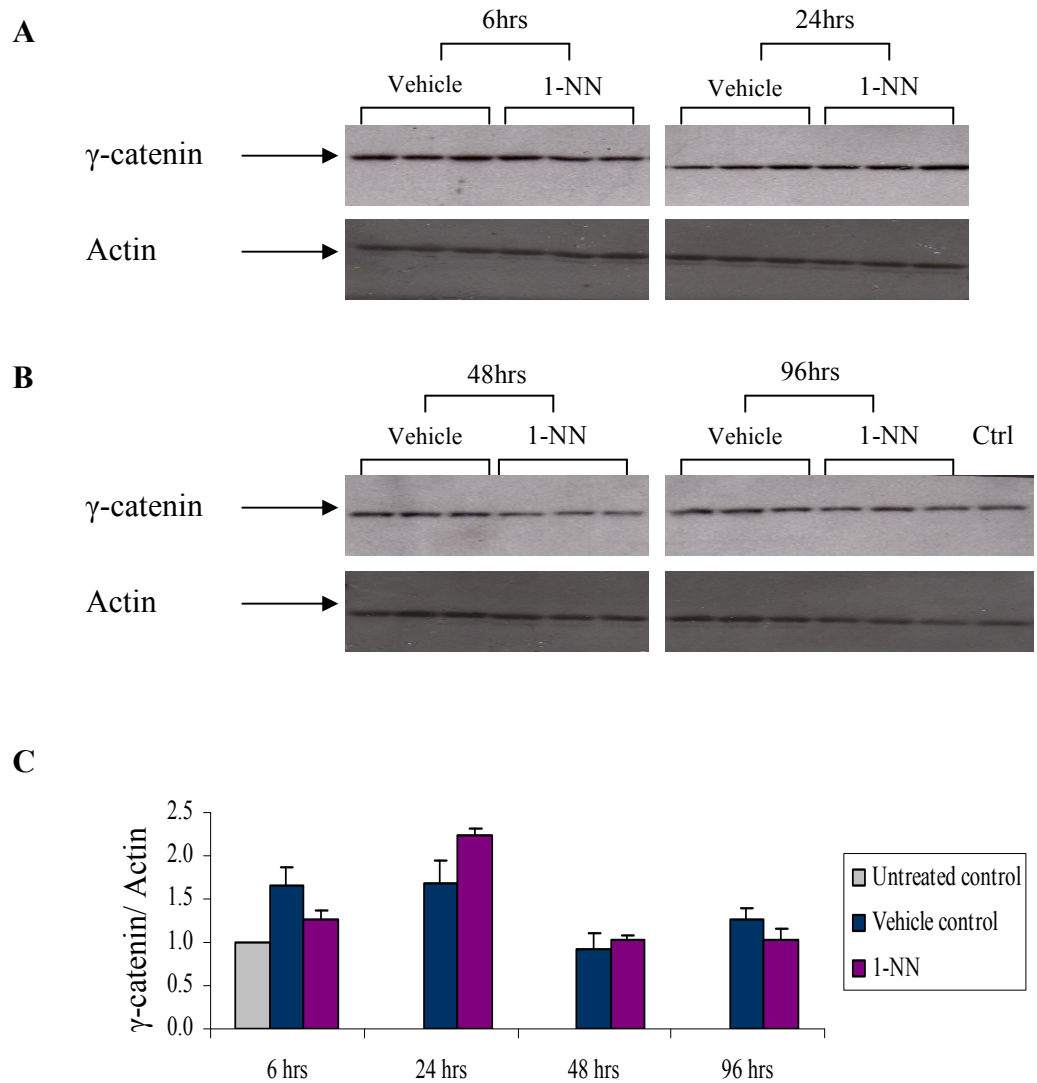 A
6hrs 24hrs
Vehicle 1-NN Vehicle 1-NN
γ-catenin
Actin
B
48hrs 96hrs
Vehicle 1-NN Vehicle 1-NN Ctrl
γ-catenin
Actin
C
γ-catenin/ Actin
2.5
2.0
1.5
1.0
0.5
0.0
6 hrs 24 hrs 48 hrs 96 hrs
Untreated control
Vehicle control
1-NN